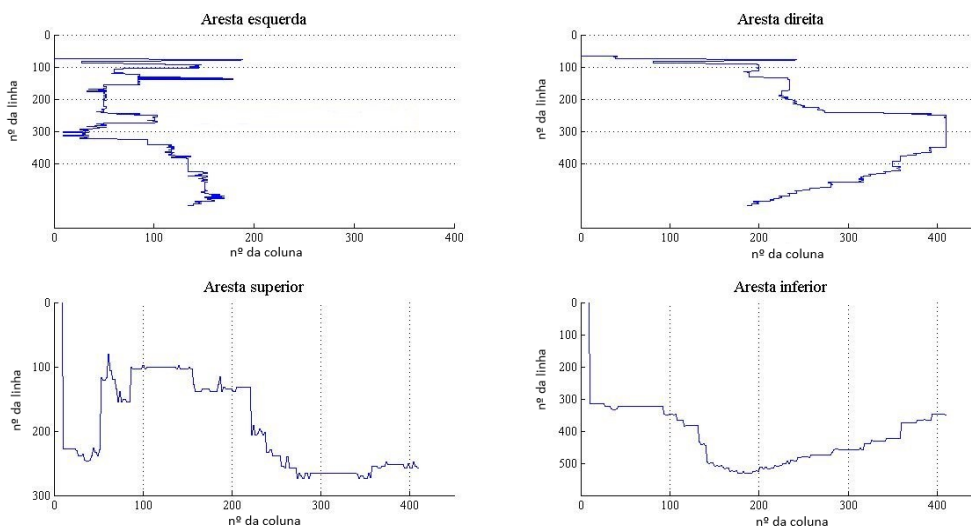 Aresta esquerda
0
100
200
300
400
nº da linha
0 100 200 300 400
nº da coluna
Aresta direita
0
100
200
300
400
nº da linha
0 100 200 300 400
nº da coluna
Aresta superior
0
100
200
300
nº da linha
0 100 200 300 400
nº da coluna
Aresta inferior
0
100
200
300
400
500
nº da linha
0 100 200 300 400
nº da coluna